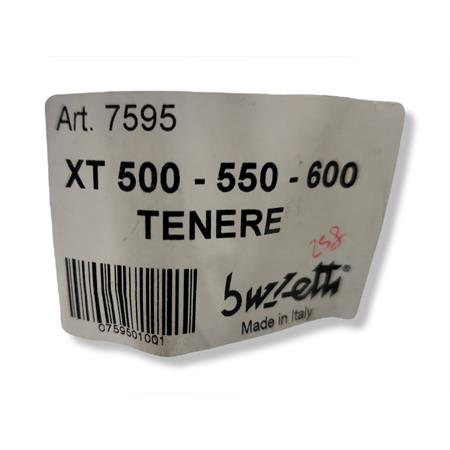 Art. 7595
XT 500 - 550 - 600
TENERE
258
buzzetti®
Made in Italy
0759501001